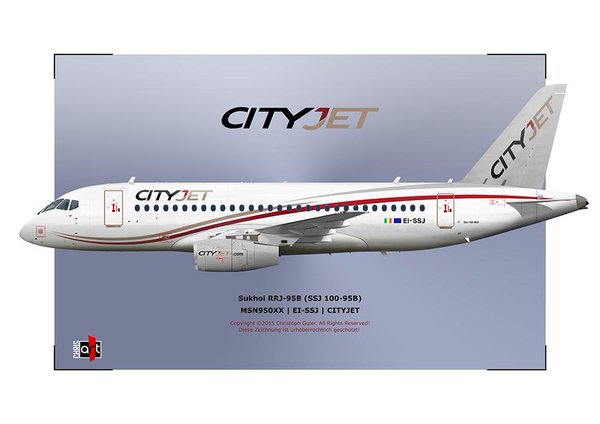 CITYJET
CITYJET
CITYJET
EI-SSJ
CITYJET.com
Sukhoi RRJ-95B (SSJ 100-95B)
MSN950XX | EI-SSJ | CITYJET
Copyright ©2015 Christoph Guler. All Rights Reserved!
Diese Zeichnung ist urheberrechtlich geschützt!